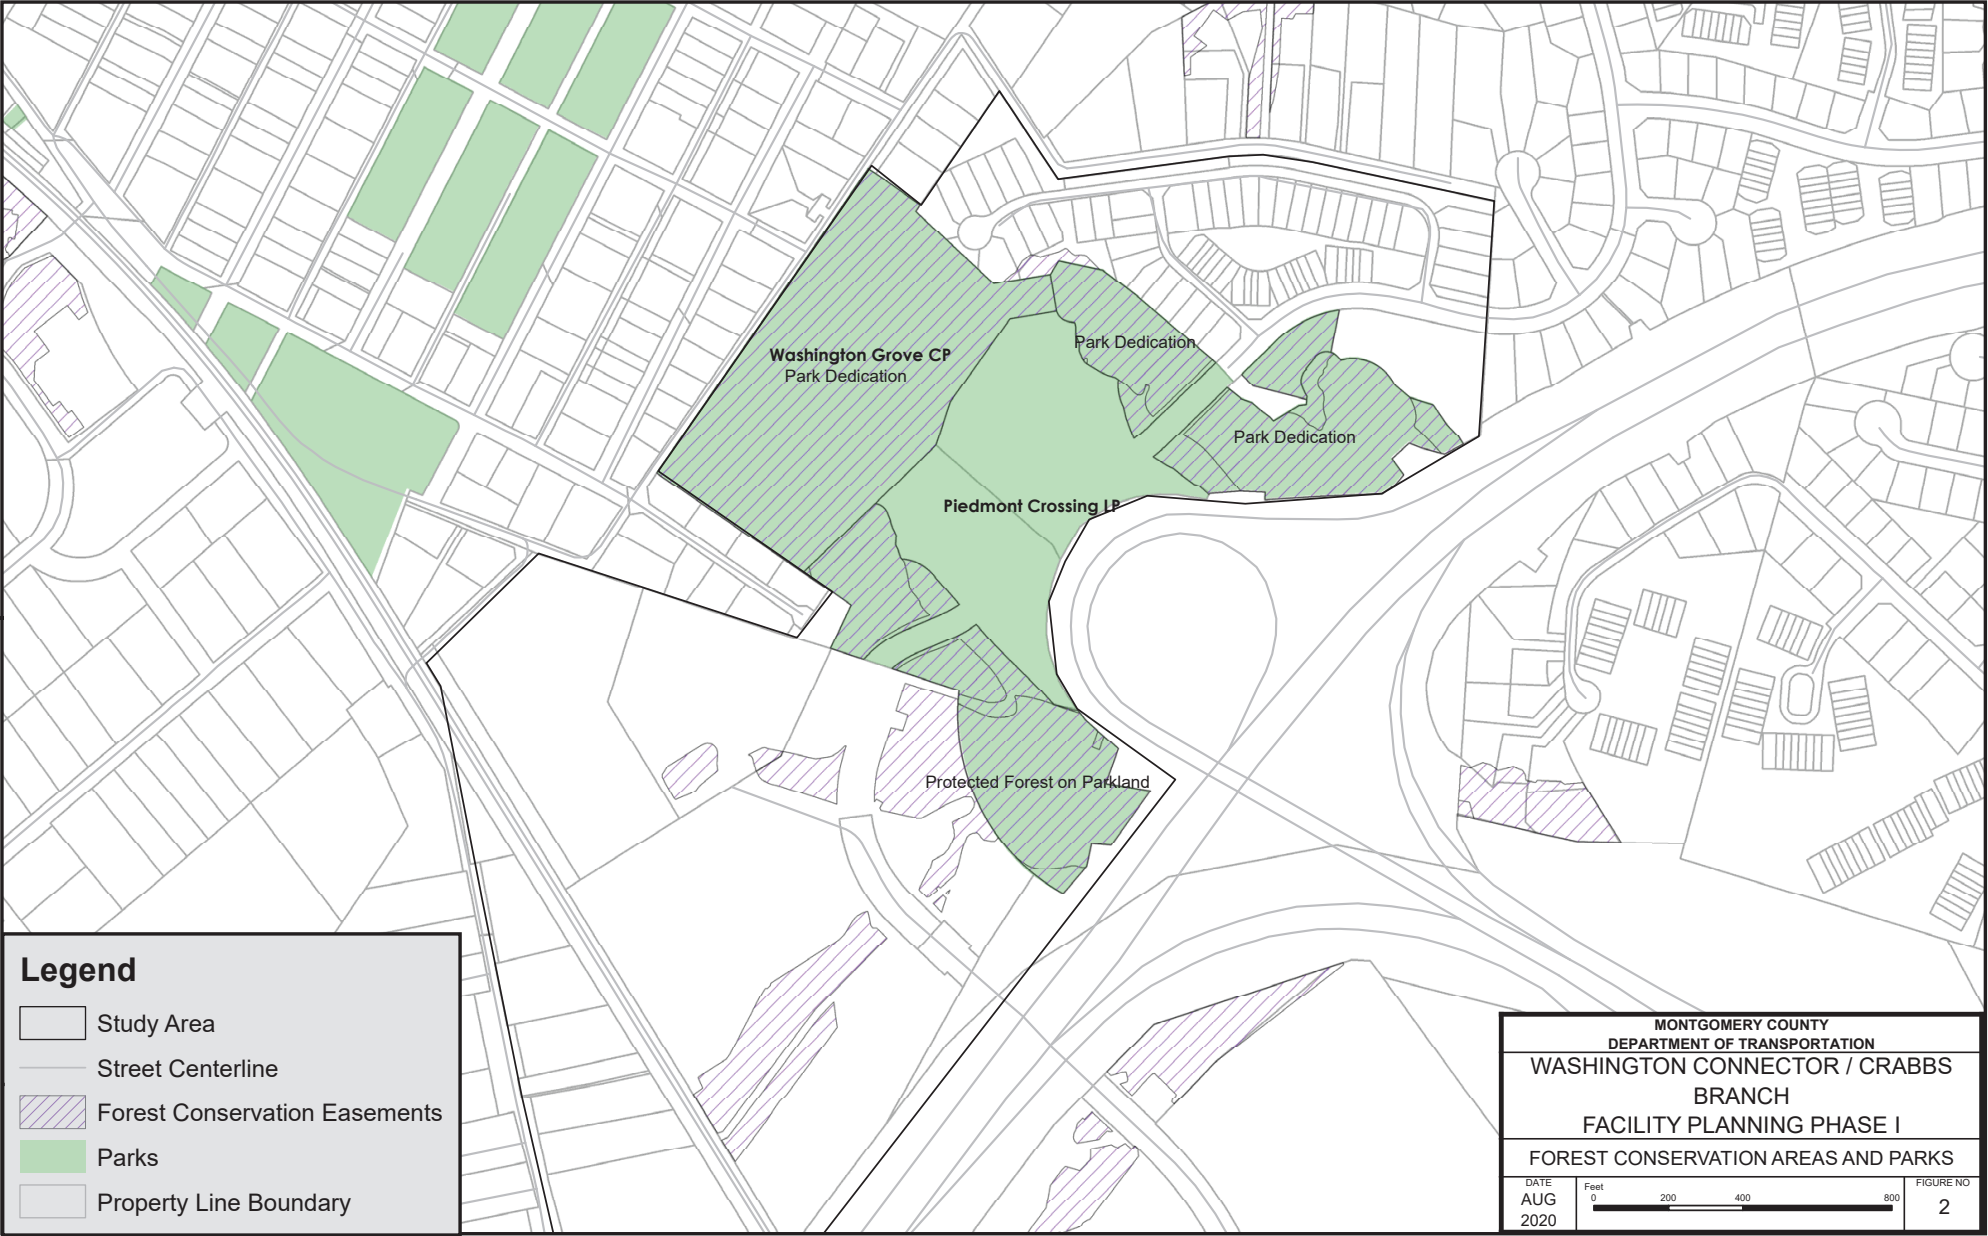 Washington Grove CP
Park Dedication
Park Dedication
Park Dedication
Piedmont Crossing LP
Protected Forest on Parkland
Legend
Study Area
Street Centerline
Forest Conservation Easements
Parks
Property Line Boundary
MONTGOMERY COUNTY
DEPARTMENT OF TRANSPORTATION
WASHINGTON CONNECTOR / CRABBS
BRANCH
FACILITY PLANNING PHASE I
FOREST CONSERVATION AREAS AND PARKS
DATE
AUG
2020
Feet
0 200 400 800
FIGURE NO
2